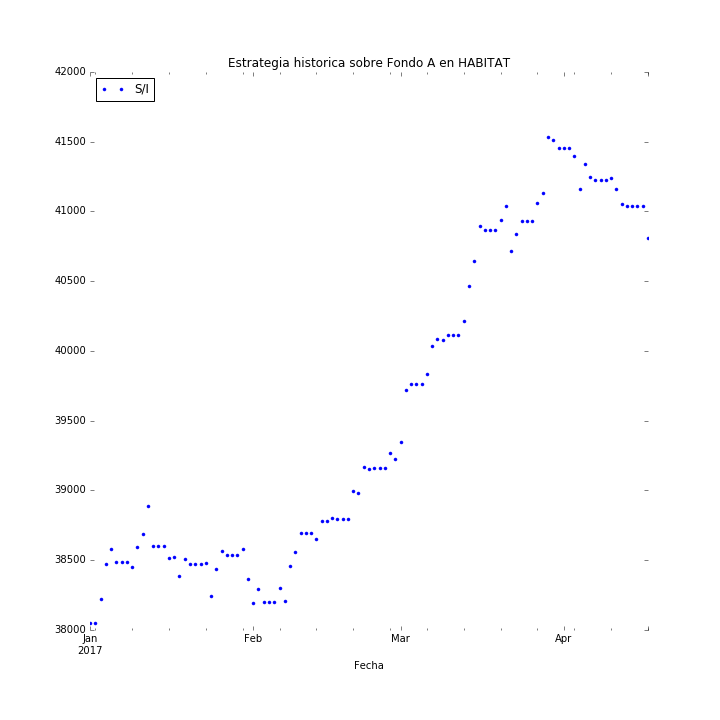 Estrategia historica sobre Fondo A en HABITAT
42000
S/I
41500
41000
40500
40000
39500
39000
38500
38000
Jan Feb Mar Apr
2017
Fecha